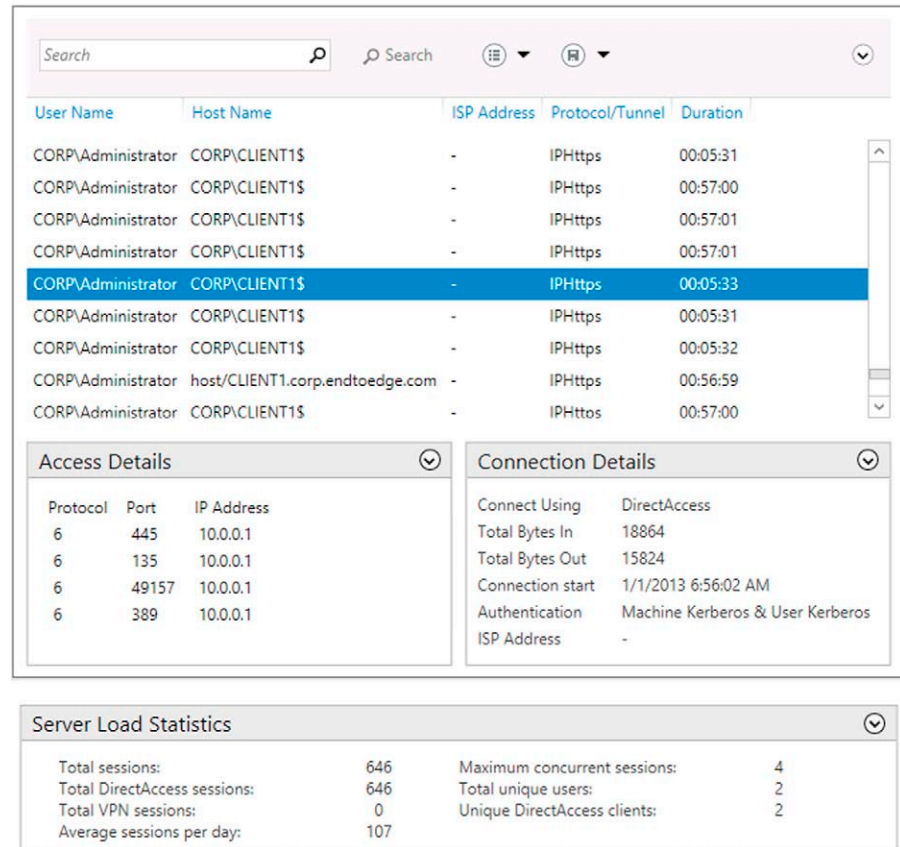 Search Search
User Name Host Name ISP Address Protocol/Tunnel Duration
CORP\Administrator CORP\CLIENT1$ - IPHttps 00:05:31
CORP\Administrator CORP\CLIENT1$ - IPHttps 00:57:00
CORP\Administrator CORP\CLIENT1$ - IPHttps 00:57:01
CORP\Administrator CORP\CLIENT1$ - IPHttps 00:57:01
CORP\Administrator CORP\CLIENT1$ - IPHttps 00:05:33
CORP\Administrator CORP\CLIENT1$ - IPHttps 00:05:31
CORP\Administrator CORP\CLIENT1$ - IPHttps 00:05:32
CORP\Administrator host/CLIENT1.corp.endtoedge.com - IPHttps 00:56:59
CORP\Administrator CORP\CLIENT1$ - IPHttps 00:57:00
Access Details
Protocol Port IP Address
6 445 10.0.0.1
6 135 10.0.0.1
6 49157 10.0.0.1
6 389 10.0.0.1
Connection Details
Connect Using DirectAccess
Total Bytes In 18864
Total Bytes Out 15824
Connection start 1/1/2013 6:56:02 AM
Authentication Machine Kerberos & User Kerberos
ISP Address -
Server Load Statistics
Total sessions: 646 Maximum concurrent sessions: 4
Total DirectAccess sessions: 646 Total unique users: 2
Total VPN sessions: 0 Unique DirectAccess clients: 2
Average sessions per day: 107